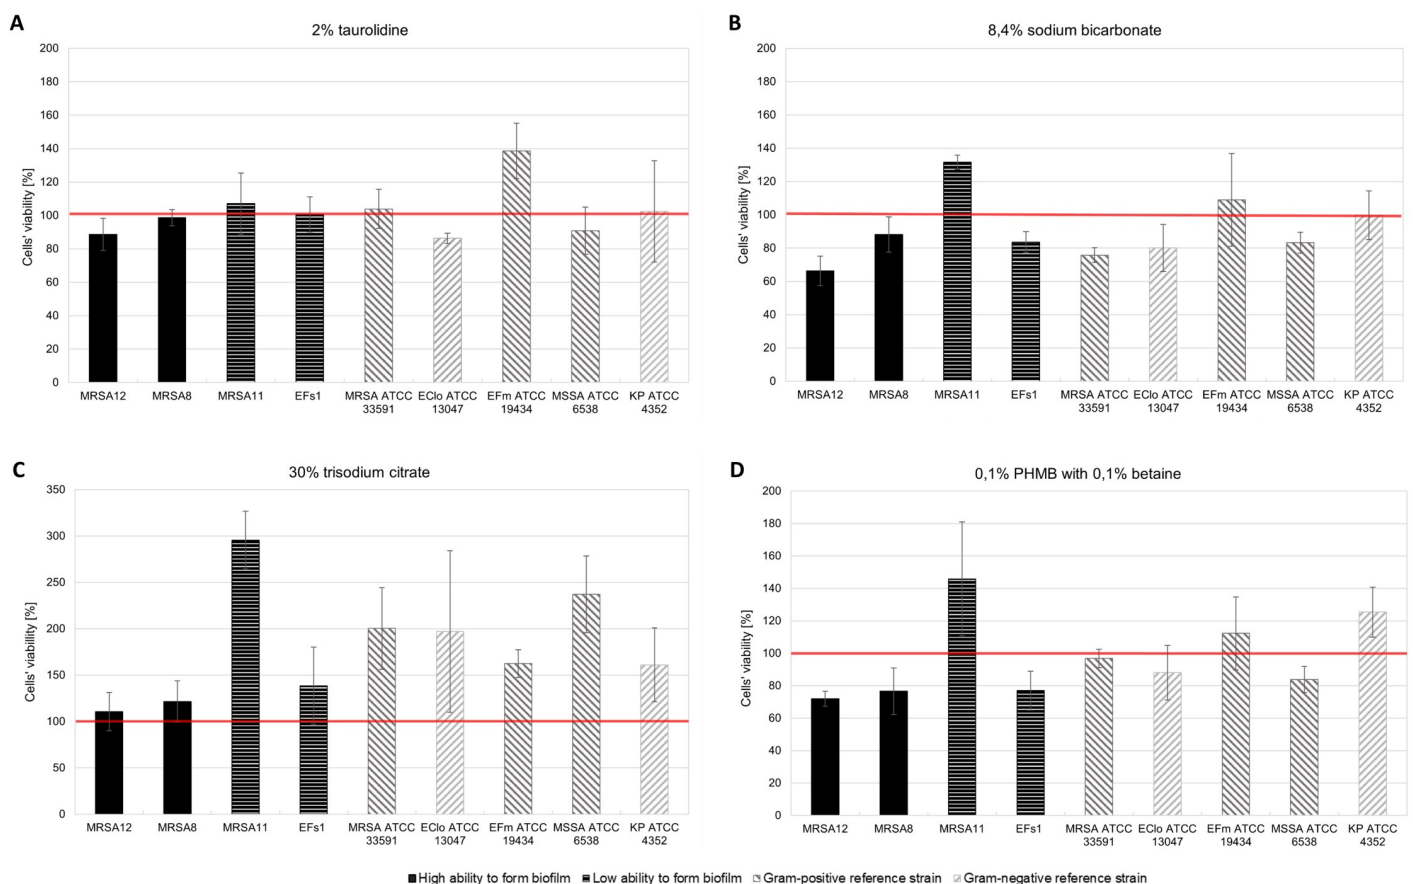 A
2% taurolidine
Cells' viability [%]
200
180
160
140
120
100
80
60
40
20
0
MRSA12 MRSA8 MRSA11 EFs1 MRSA ATCC EClo ATCC EFm ATCC MSSA ATCC KP ATCC
33591 13047 19434 6538 4352
B
8,4% sodium bicarbonate
Cells' viability [%]
200
180
160
140
120
100
80
60
40
20
0
MRSA12 MRSA8 MRSA11 EFs1 MRSA ATCC EClo ATCC EFm ATCC MSSA ATCC KP ATCC
33591 13047 19434 6538 4352
C
30% trisodium citrate
Cells' viabillity [%]
350
300
250
200
150
100
50
0
MRSA12 MRSA8 MRSA11 EFs1 MRSA ATCC EClo ATCC EFm ATCC MSSA ATCC KP ATCC
33591 13047 19434 6538 4352
D
0,1% PHMB with 0,1% betaine
Cells' viability [%]
200
180
160
140
120
100
80
60
40
20
0
MRSA12 MRSA8 MRSA11 EFs1 MRSA ATCC EClo ATCC EFm ATCC MSSA ATCC KP ATCC
33591 13047 19434 6538 4352
High ability to form biofilm Low ability to form biofilm Gram-positive reference strain Gram-negative reference strain